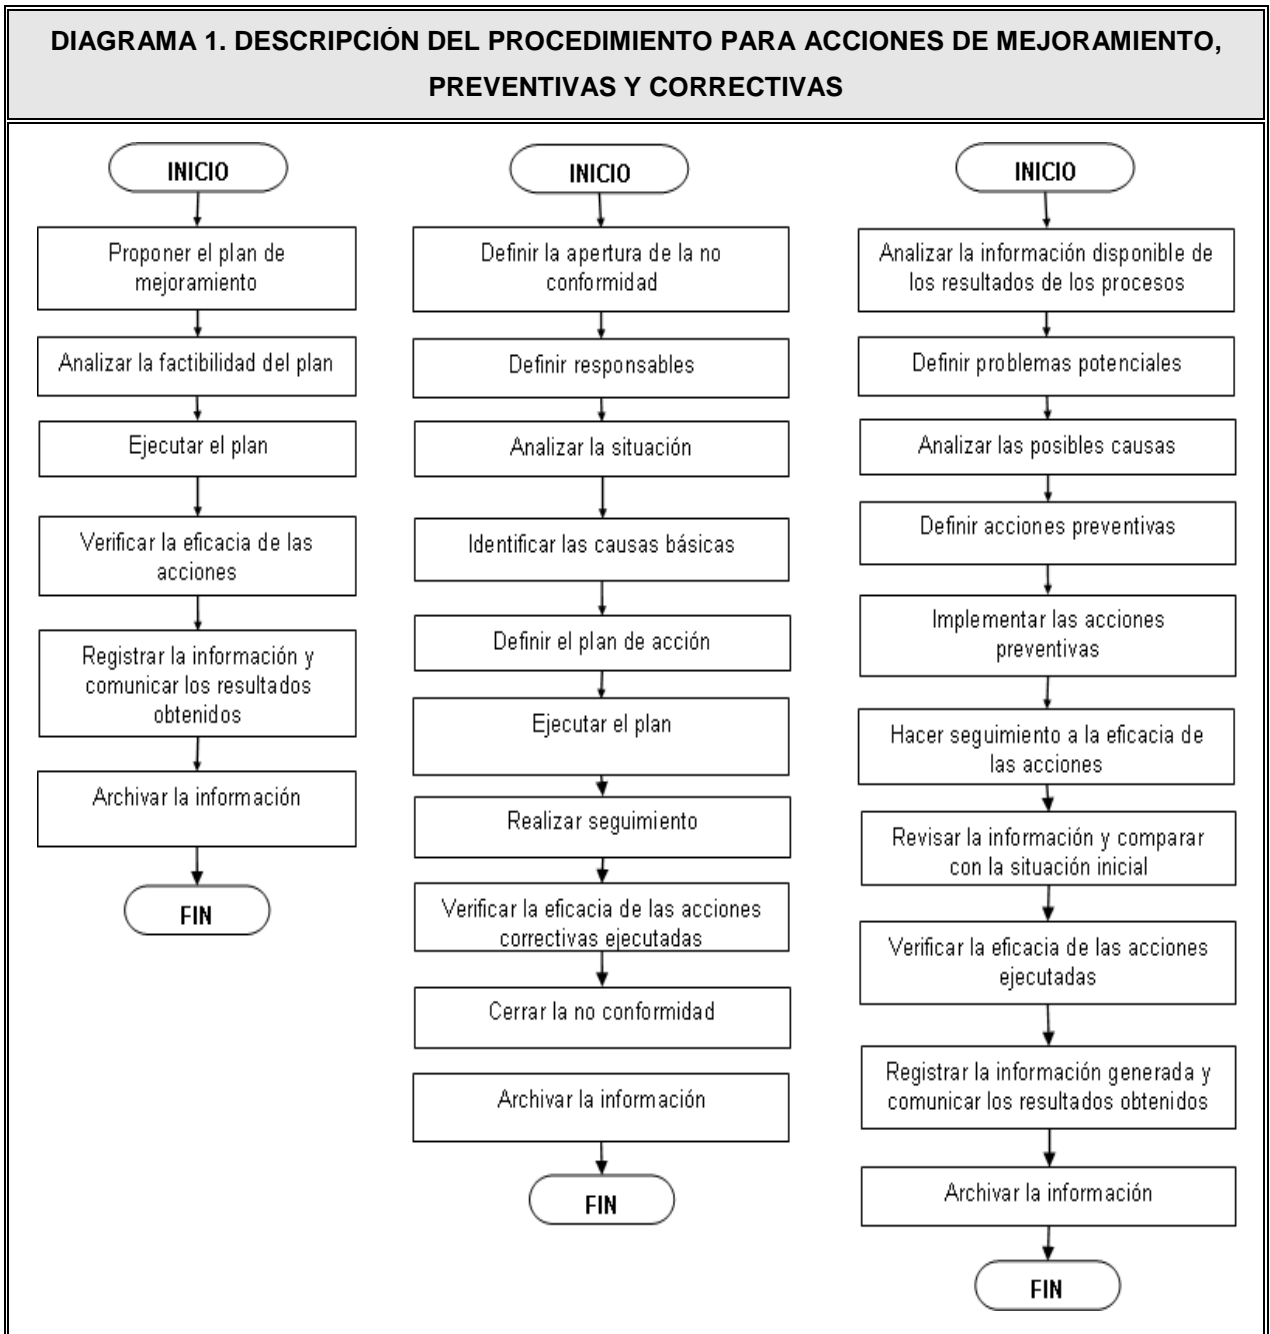 DIAGRAMA 1. DESCRIPCIÓN DEL PROCEDIMIENTO PARA ACCIONES DE MEJORAMIENTO,
PREVENTIVAS Y CORRECTIVAS
INICIO
Proponer el plan de
mejoramiento
Analizar la factibilidad del plan
Ejecutar el plan
Verificar la eficacia de las
acciones
Registrar la información y
comunicar los resultados
obtenidos
Archivar la información
FIN
INICIO
Definir la apertura de la no
conformidad
Definir responsables
Analizar la situación
Identificar las causas básicas
Definir el plan de acción
Ejecutar el plan
Realizar seguimiento
Verificar la eficacia de las acciones
correctivas ejecutadas
Cerrar la no conformidad
Archivar la información
FIN
INICIO
Analizar la información disponible de
los resultados de los procesos
Definir problemas potenciales
Analizar las posibles causas
Definir acciones preventivas
Implementar las acciones
preventivas
Hacer seguimiento a la eficacia de
las acciones
Revisar la información y comparar
con la situación inicial
Verificar la eficacia de las acciones
ejecutadas
Registrar la información generada y
comunicar los resultados obtenidos
Archivar la información
FIN